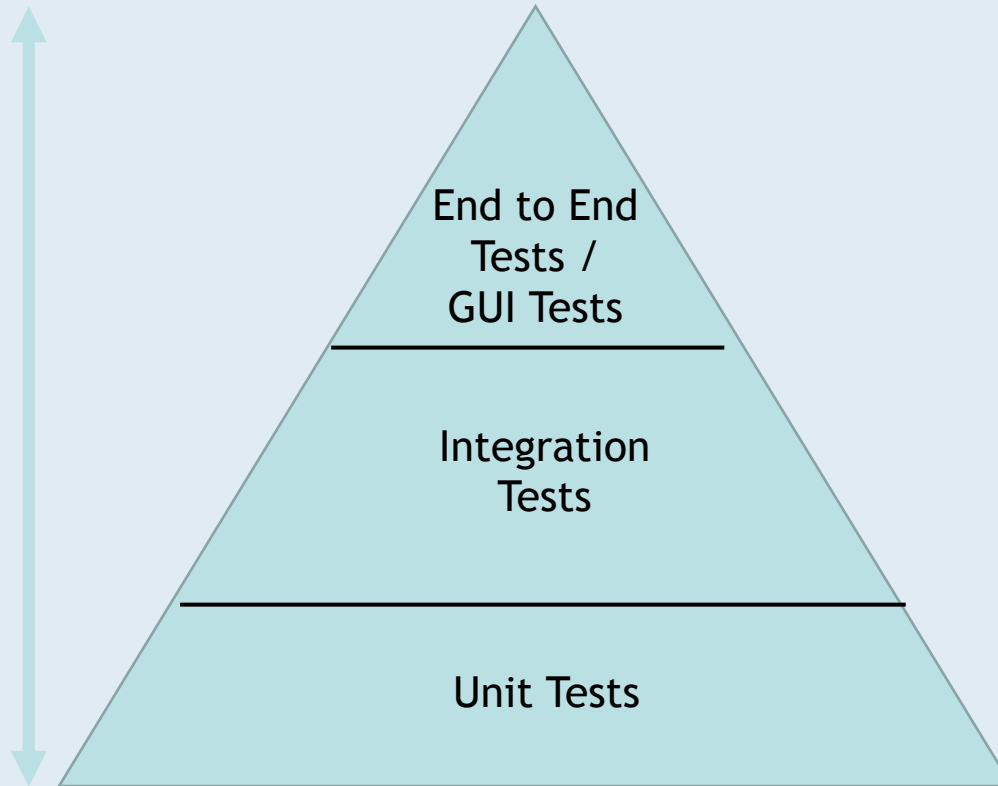 End to End
Tests /
GUI Tests
Integration
Tests
Unit Tests